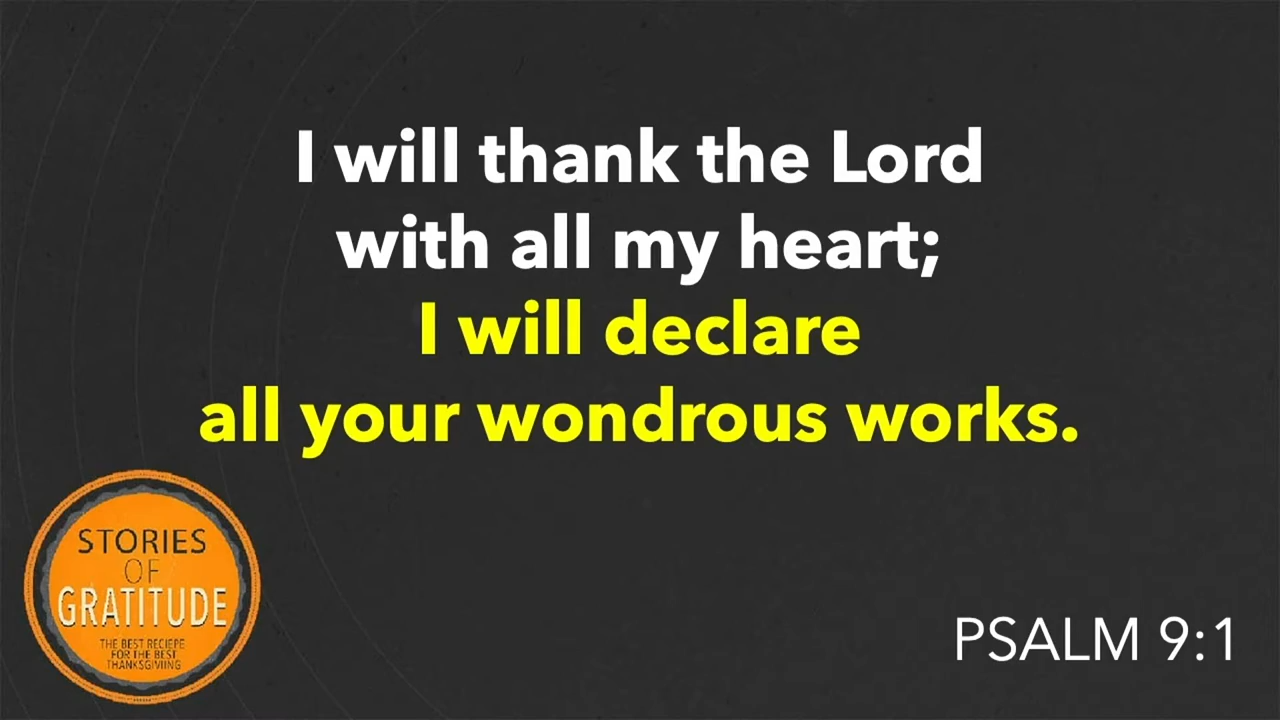 I will thank the Lord
with all my heart;
I will declare
all your wondrous works.
STORIES
OF
GRATITUDE
THE BEST RECIEPE
FOR THE BEST
THANKSGIVIING
PSALM 9:1